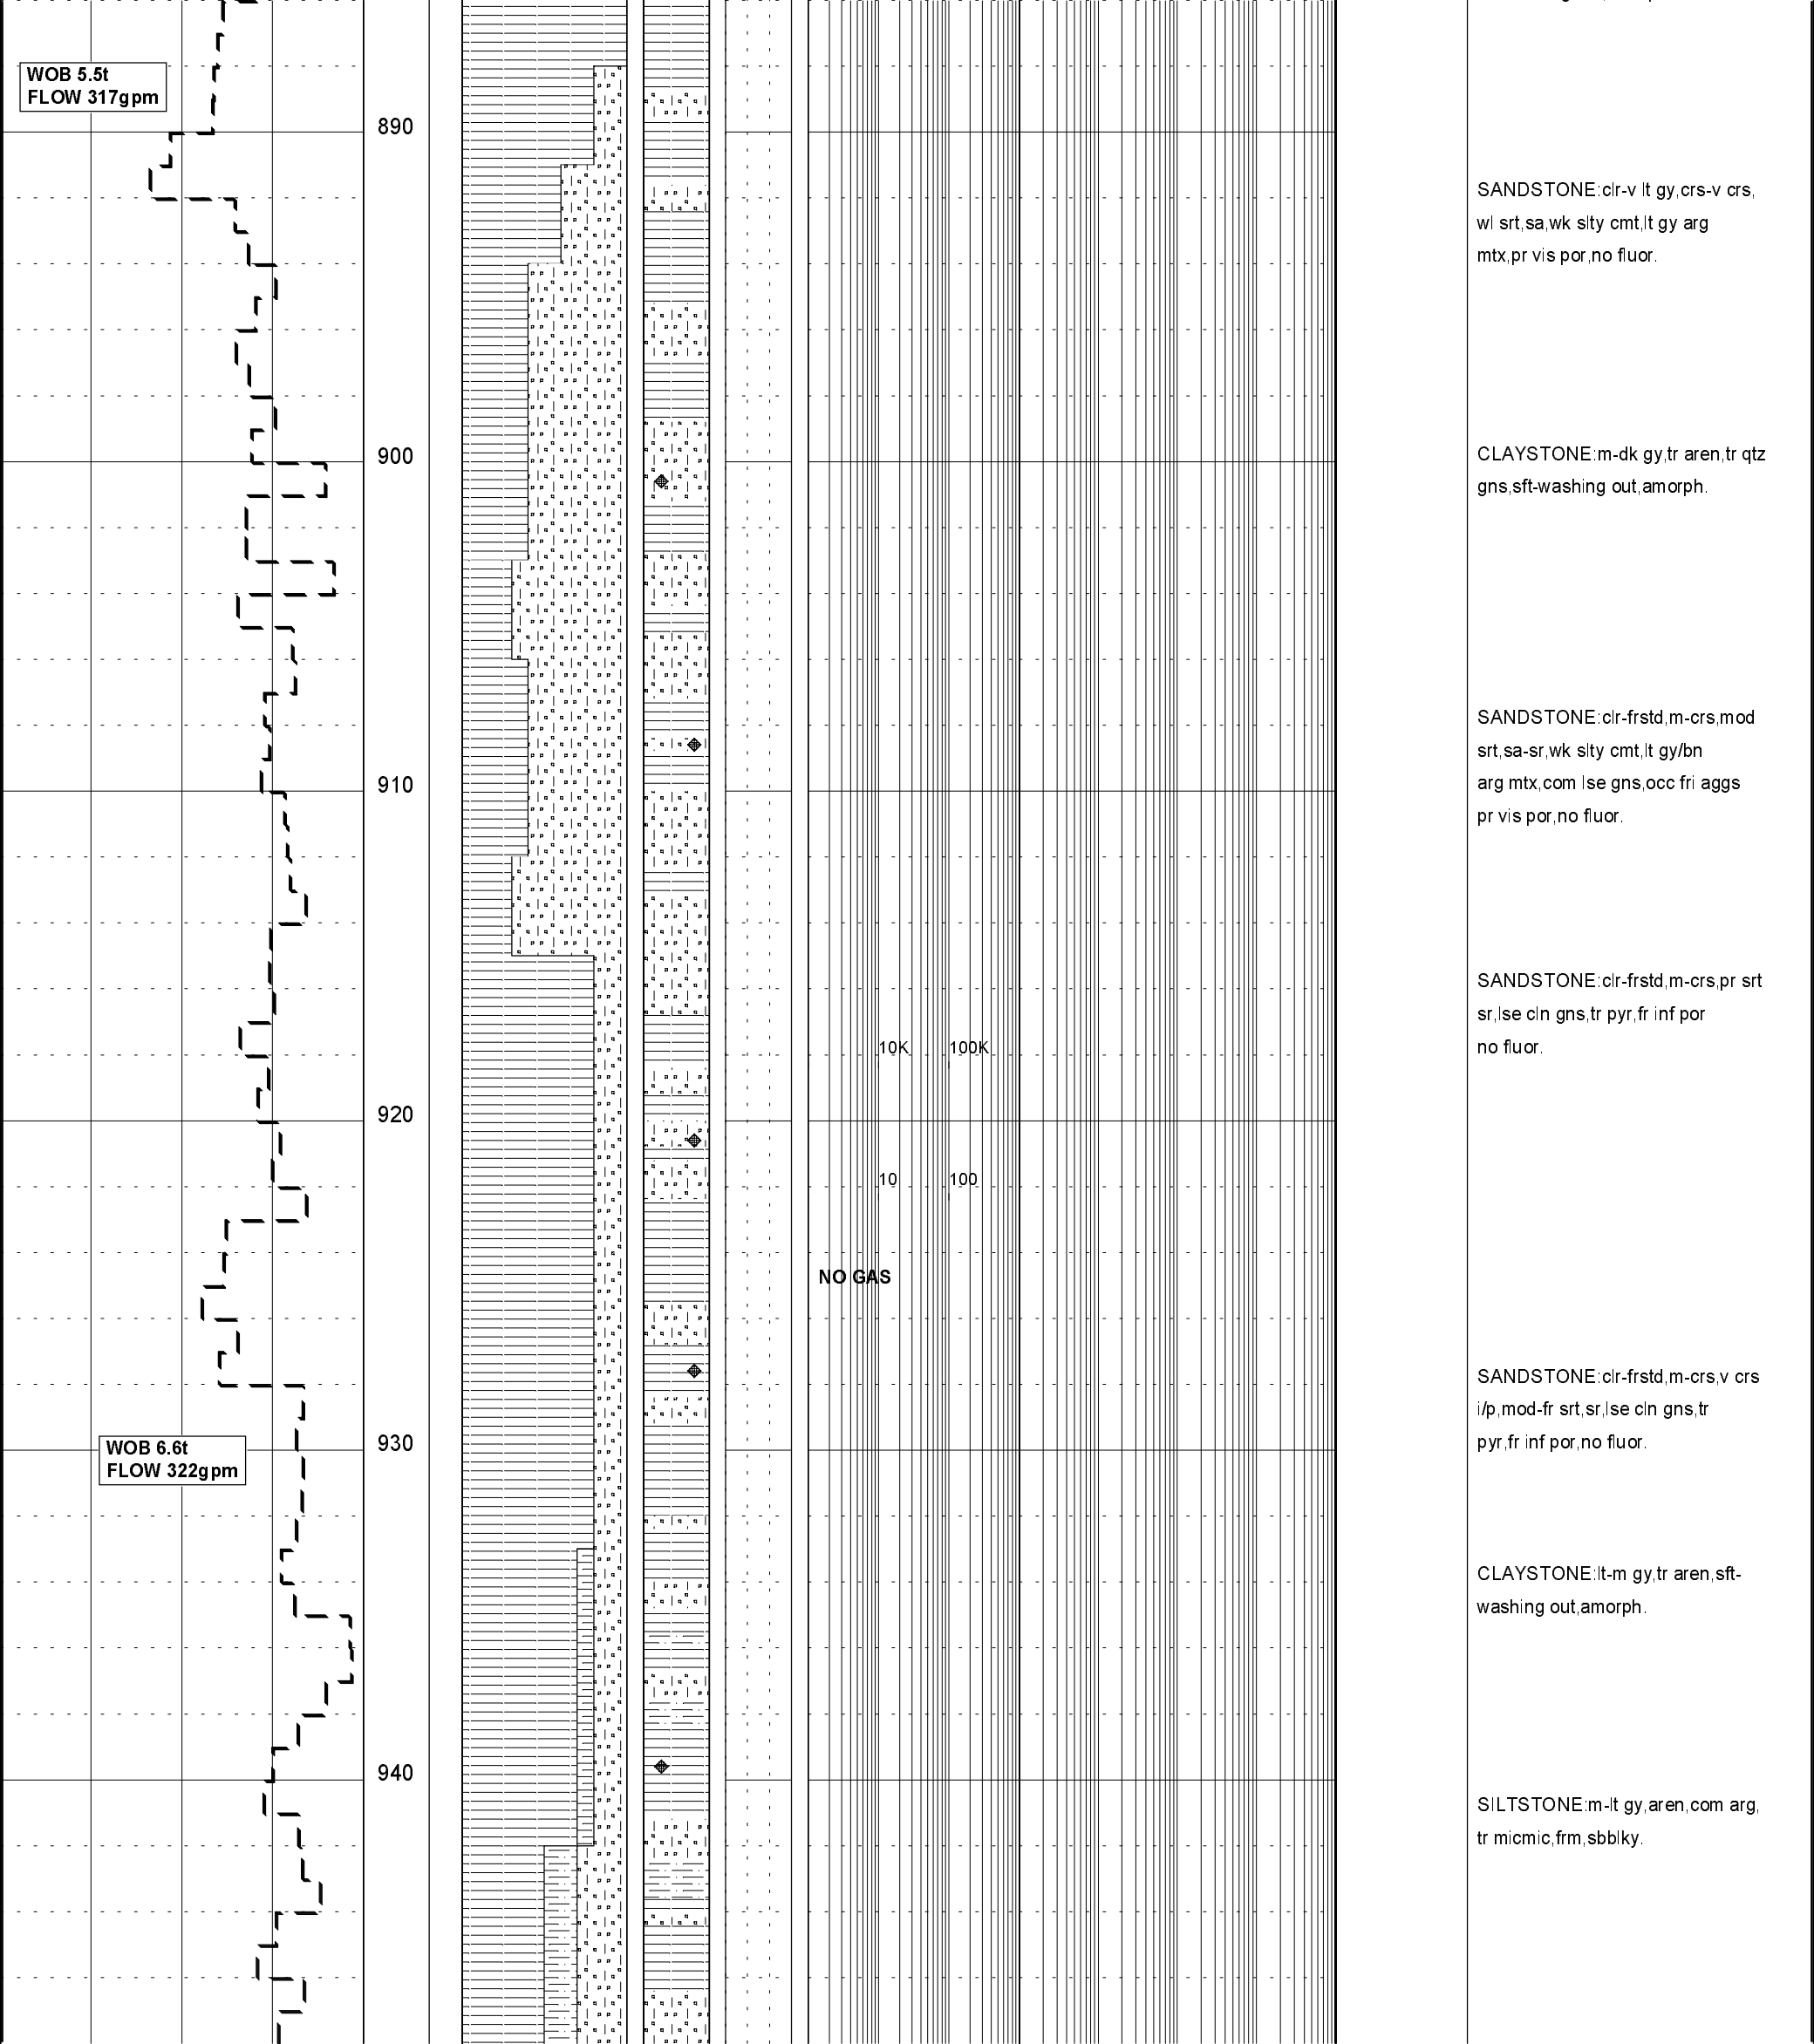 WOB 5.5t
FLOW 317gpm
890
SANDSTONE:clr-v lt gy,crs-v crs,
wl srt,sa,wk slty cmt,lt gy arg
mtx,pr vis por,no fluor.
900
CLAYSTONE:m-dk gy,tr aren,tr qtz
gns,sft-washing out,amorph.
SANDSTONE:clr-frstd,m-crs,mod
srt,sa-sr,wk slty cmt,lt gy/bn
arg mtx,com lse gns,occ fri aggs
pr vis por,no fluor.
910
SANDSTONE:clr-frstd,m-crs,pr srt
sr,lse cln gns,tr pyr,fr inf por
no fluor.
10K 100K
920
10 100
NO GAS
SANDSTONE:clr-frstd,m-crs,v crs
i/p,mod-fr srt,sr,lse cln gns,tr
pyr,fr inf por,no fluor.
WOB 6.6t
FLOW 322gpm
930
CLAYSTONE:lt-m gy,tr aren,sft-
washing out,amorph.
940
SILTSTONE:m-lt gy,aren,com arg,
tr micmic,frm,sbblky.